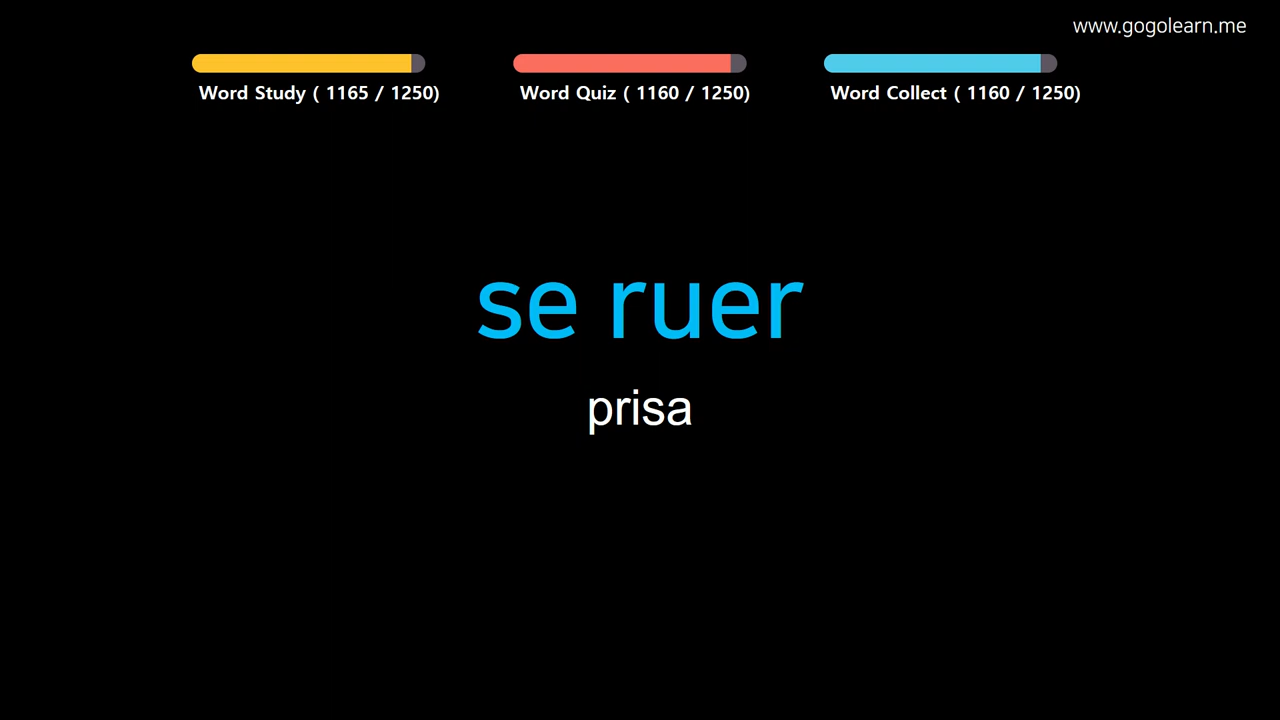 www.gogolearn.me
Word Study ( 1165 / 1250)
Word Quiz ( 1160 / 1250)
Word Collect ( 1160 / 1250)
se ruer
prisa